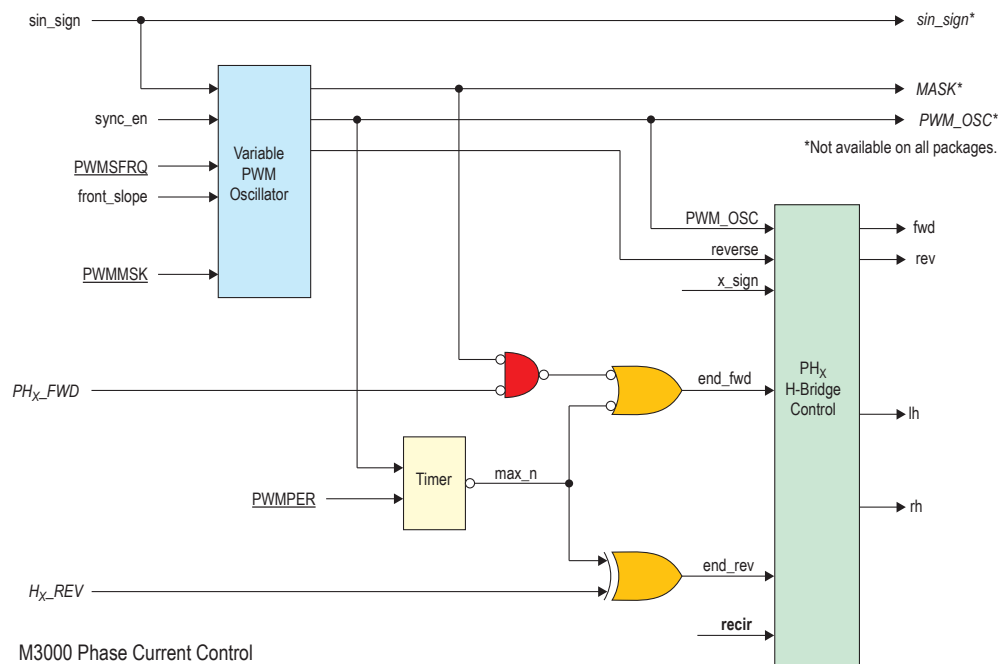 sin_sign
sin_sign*
MASK*
sync_en
PWM_OSC*
*Not available on all packages.
Variable
PWM
Oscillator
PWMSFRQ
front_slope
PWM_OSC
fwd
reverse
rev
PWMMSK
x_sign
PHX_FWD
end_fwd
PHX
H-Bridge
Control
lh
Timer
max_n
PWMPER
rh
end_rev
HX_REV
recir
M3000 Phase Current Control